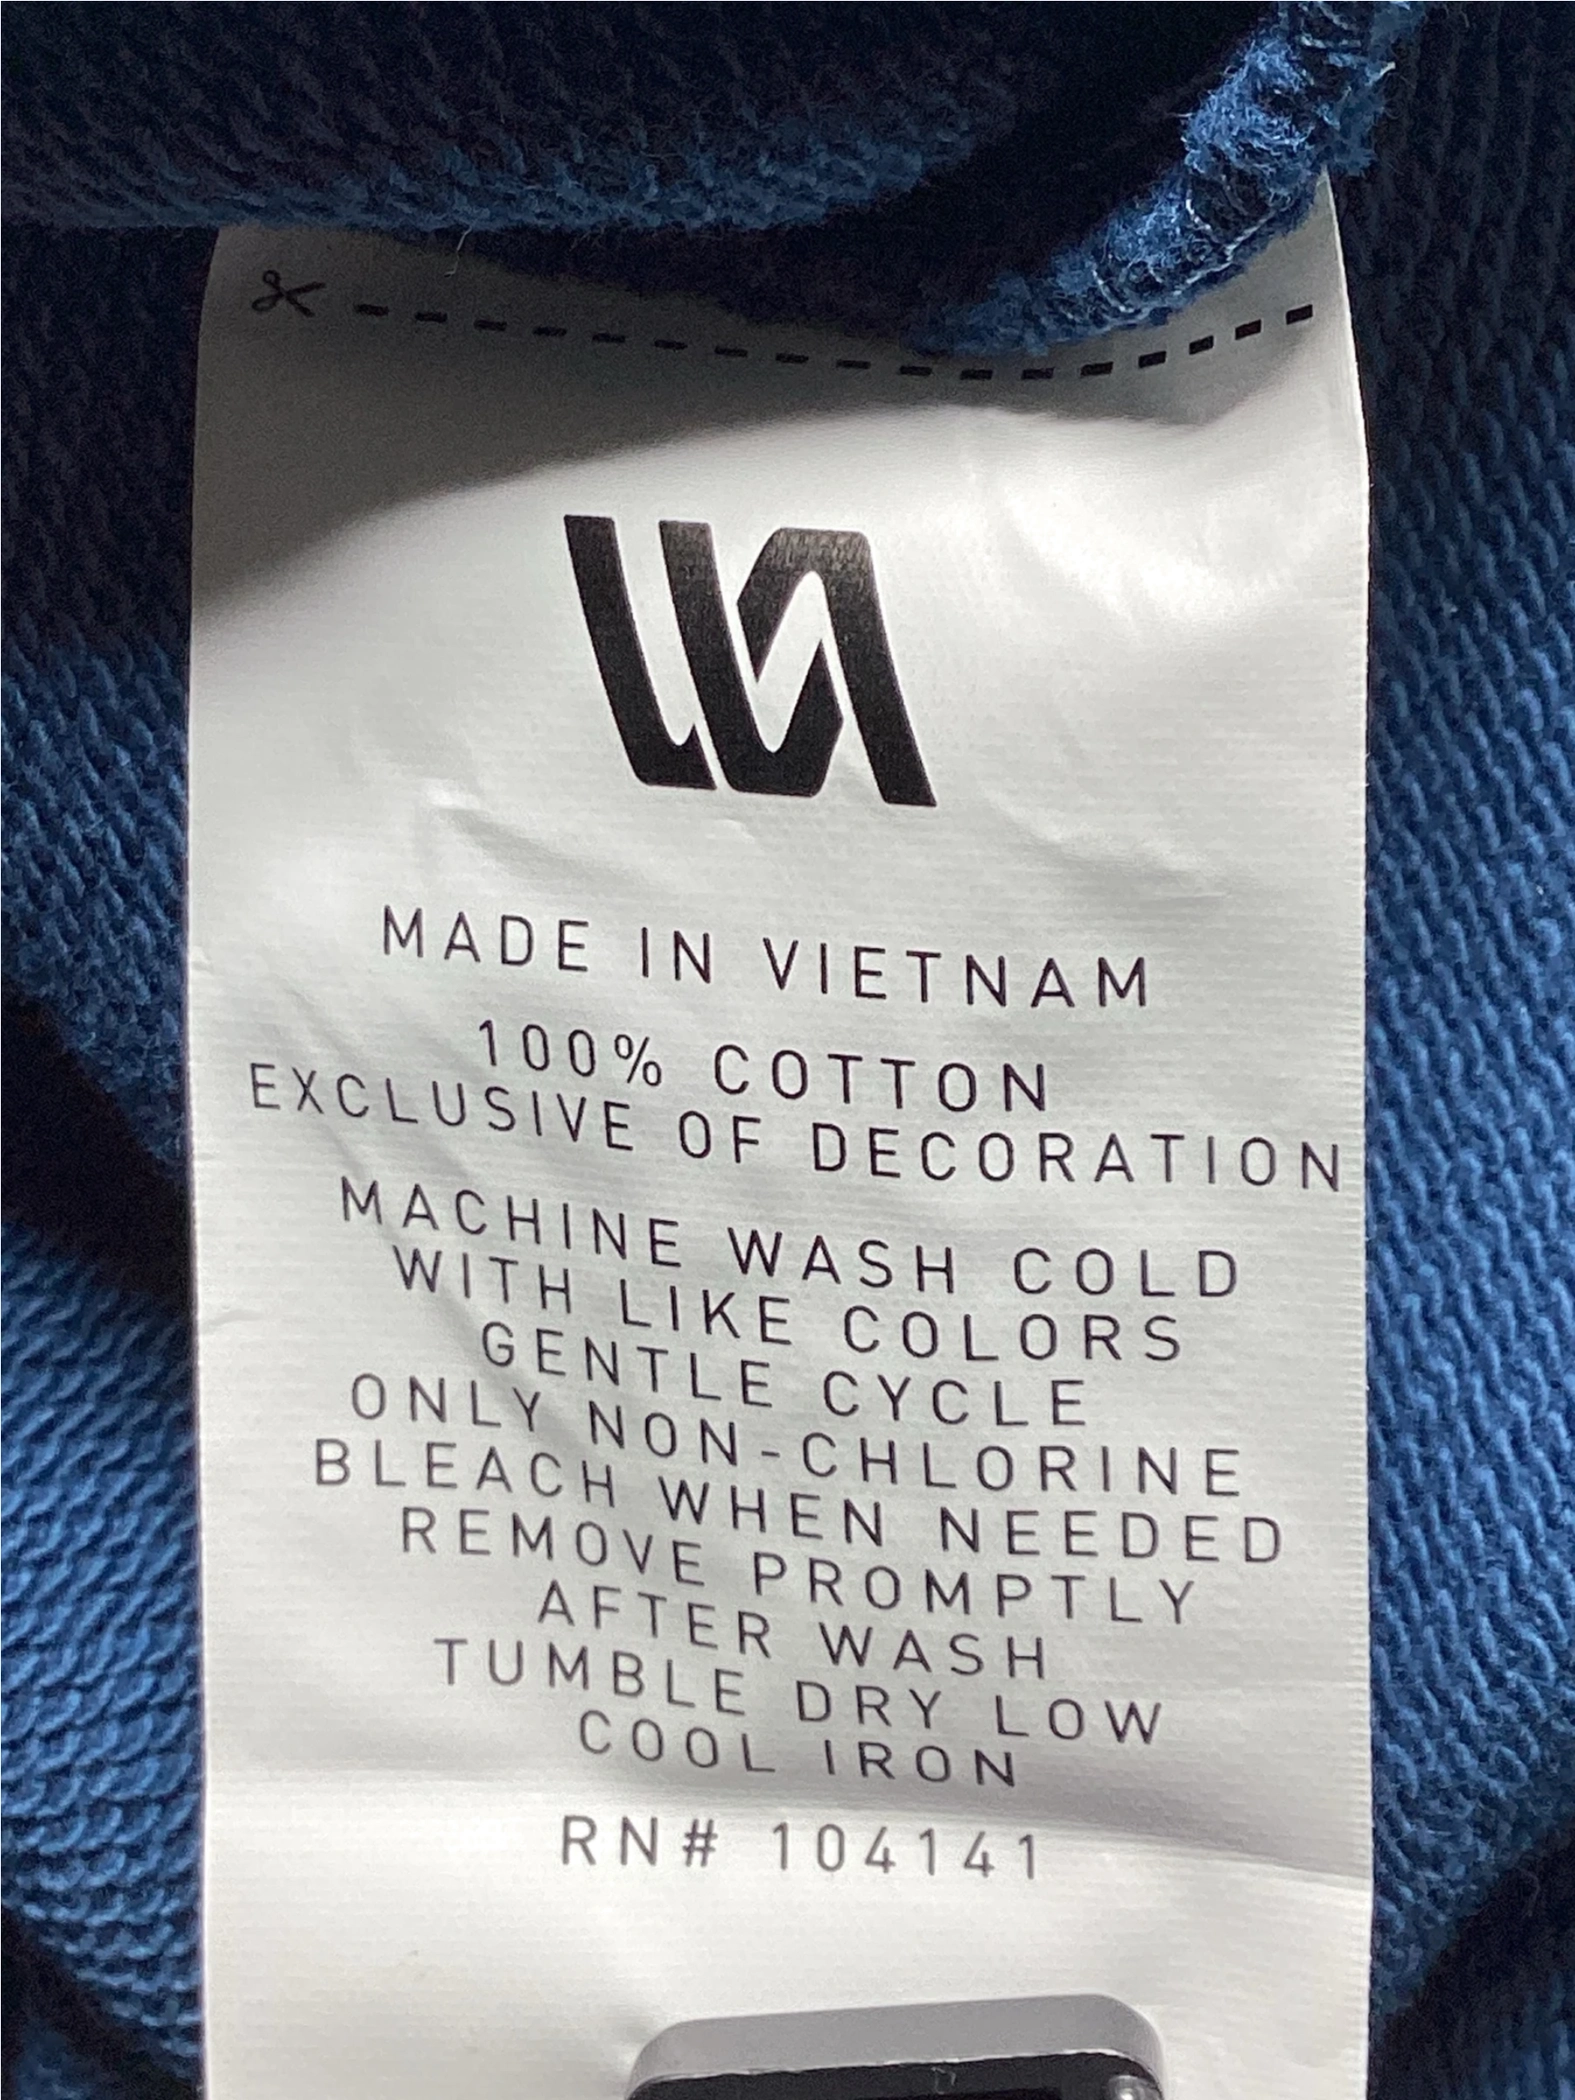 MADE IN VIETNAM
100% COTTON
EXCLUSIVE OF DECORATION
MACHINE WASH COLD
WITH LIKE COLORS
GENTLE CYCLE
ONLY NON-CHLORINE
BLEACH WHEN NEEDED
REMOVE PROMPTLY
AFTER WASH
TUMBLE DRY LOW
COOL IRON
RN# 104141